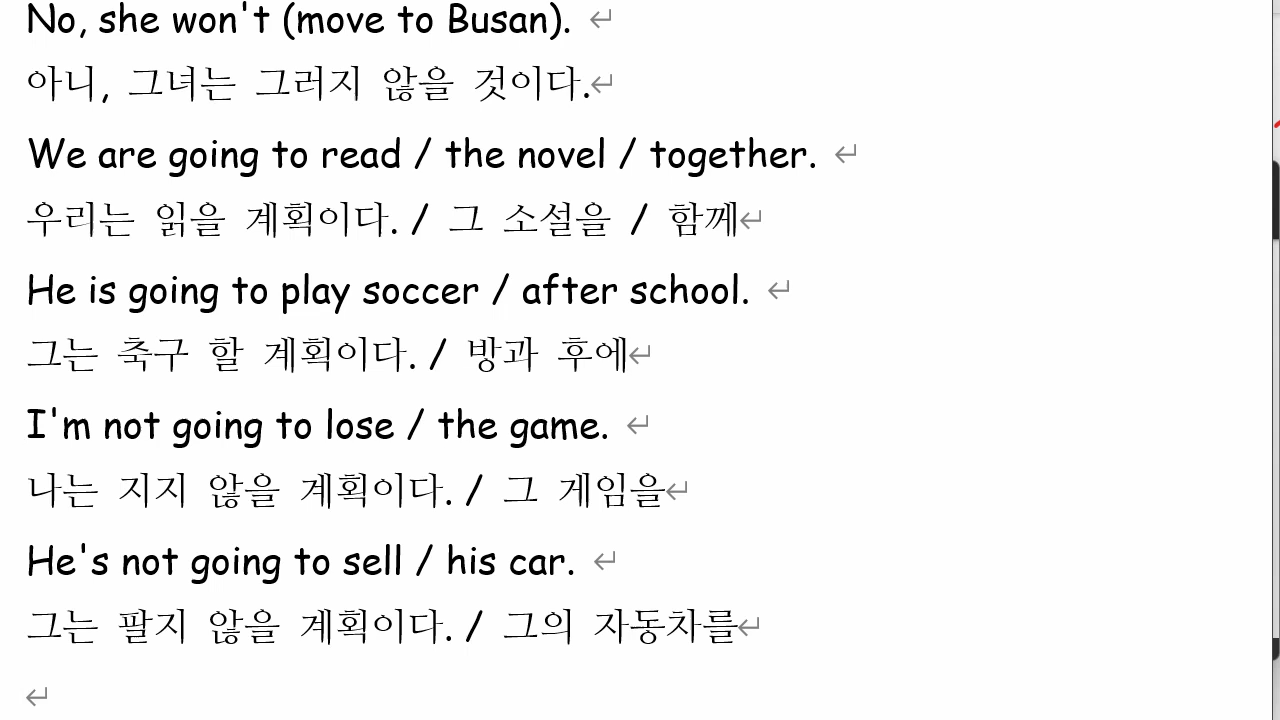 No, she won't (move to Busan). ↵
아니, 그녀는 그러지 않을 것이다.↵
We are going to read / the novel / together. ↵
우리는 읽을 계획이다. / 그 소설을 / 함께↵
He is going to play soccer / after school. ↵
그는 축구 할 계획이다. / 방과 후에↵
I'm not going to lose / the game. ↵
나는 지지 않을 계획이다. / 그 게임을↵
He's not going to sell / his car. ↵
그는 팔지 않을 계획이다. / 그의 자동차를↵
↵